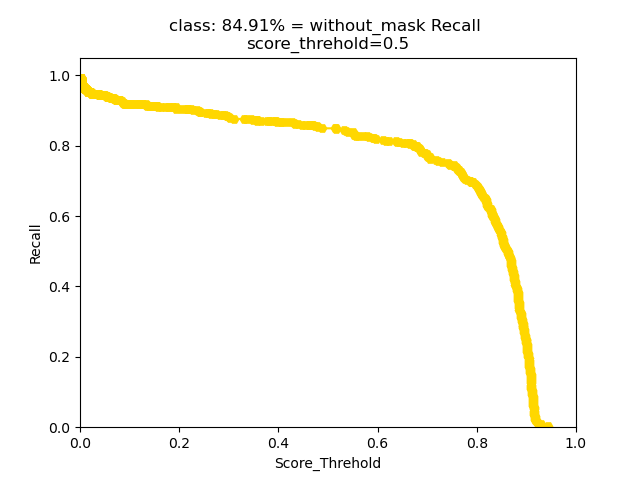 class: 84.91% = without_mask Recall
score_threhold=0.5
1.0
0.8
0.6
0.4
0.2
0.0
Recall
0.0 0.2 0.4 0.6 0.8 1.0
Score_Threhold